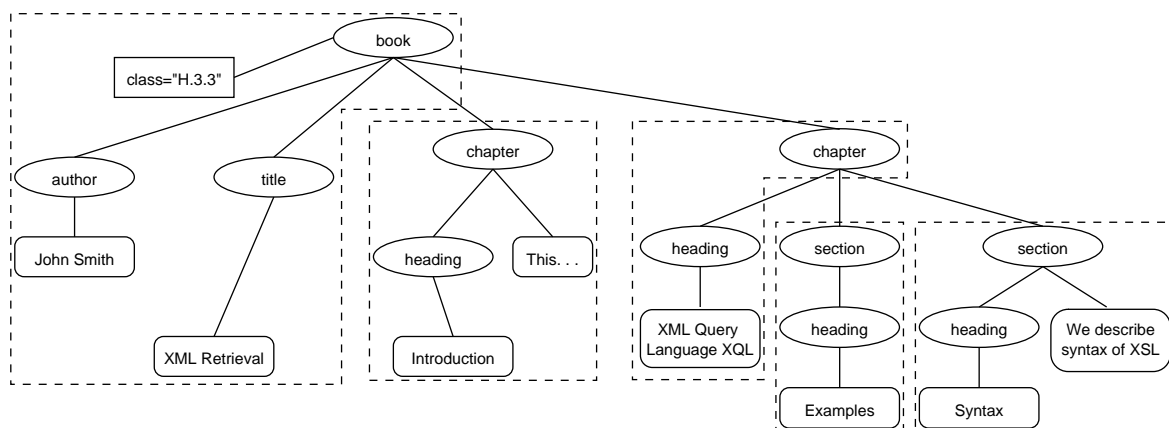 book
class="H.3.3"
chapter
chapter
author
title
heading
section
section
John Smith
heading
This. . .
XML Query
Language XQL
heading
heading
We describe
syntax of XSL
XML Retrieval
Introduction
Examples
Syntax